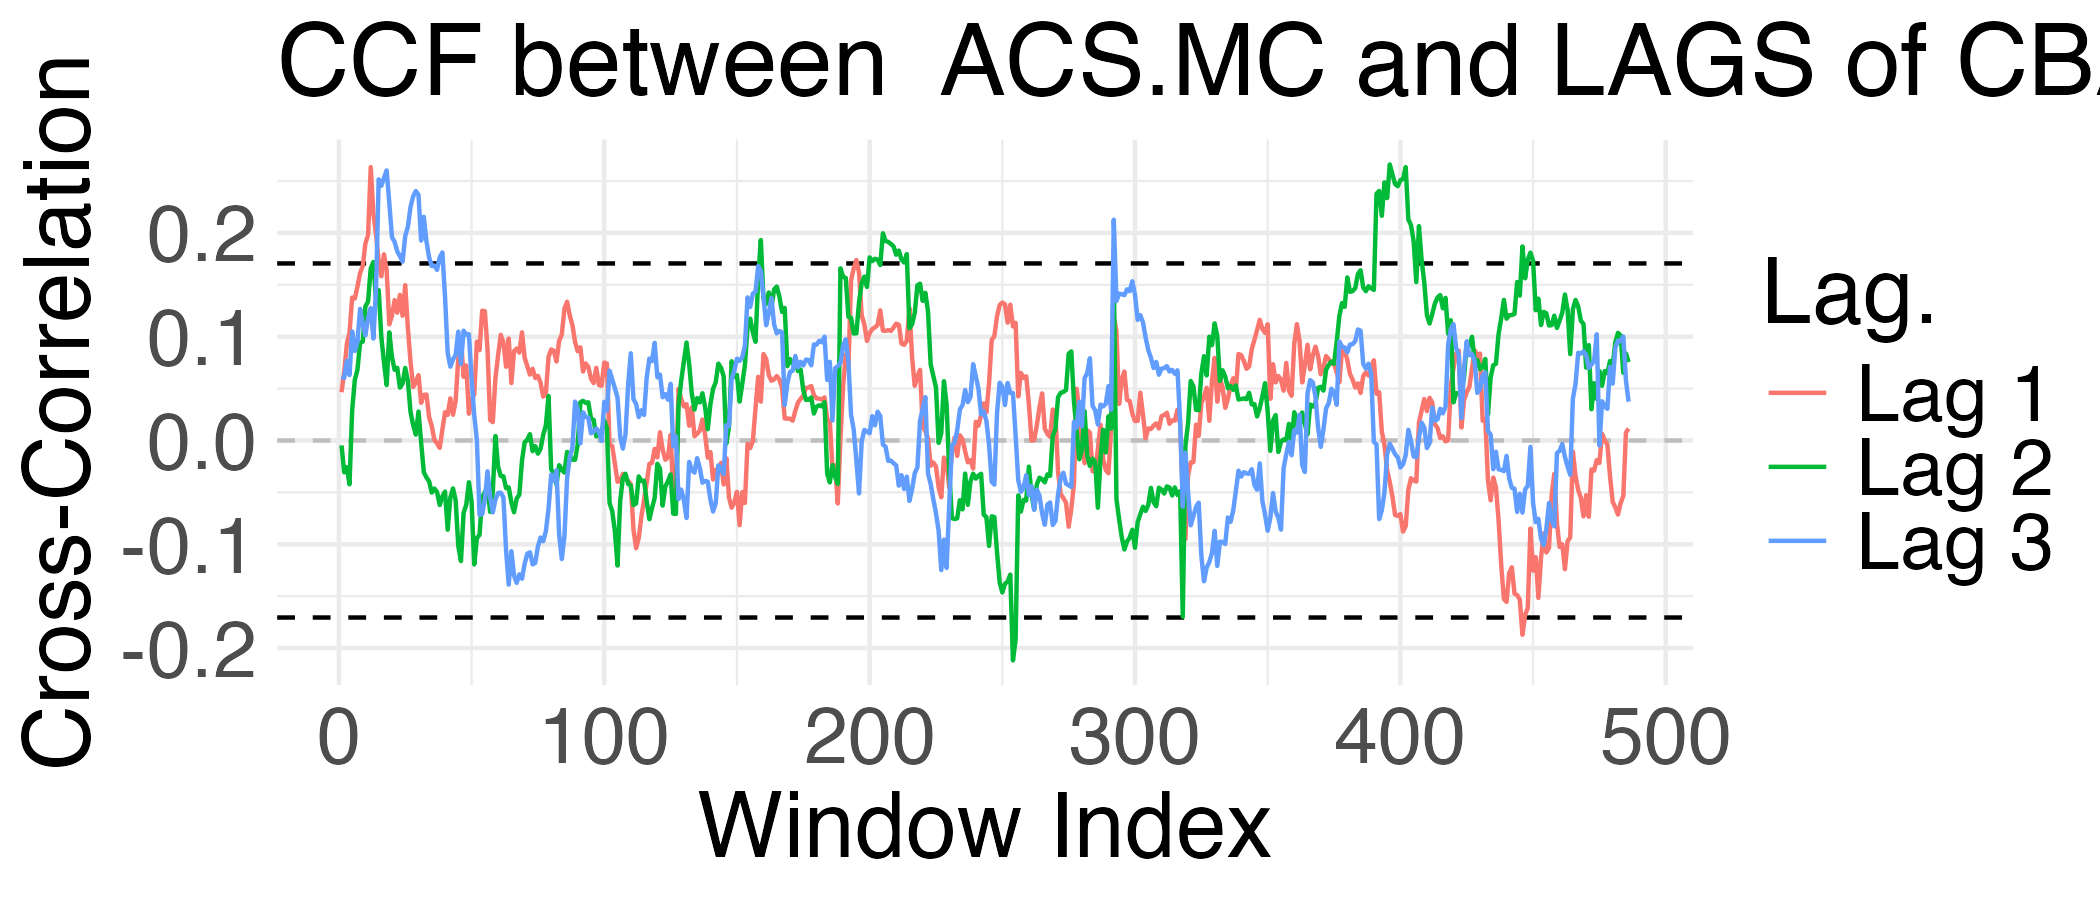 CCF between ACS.MC and LAGS of CB
Cross-Correlation
0.2
0.1
0.0
-0.1
-0.2
0 100 200 300 400 500
Window Index
Lag.
Lag 1
Lag 2
Lag 3